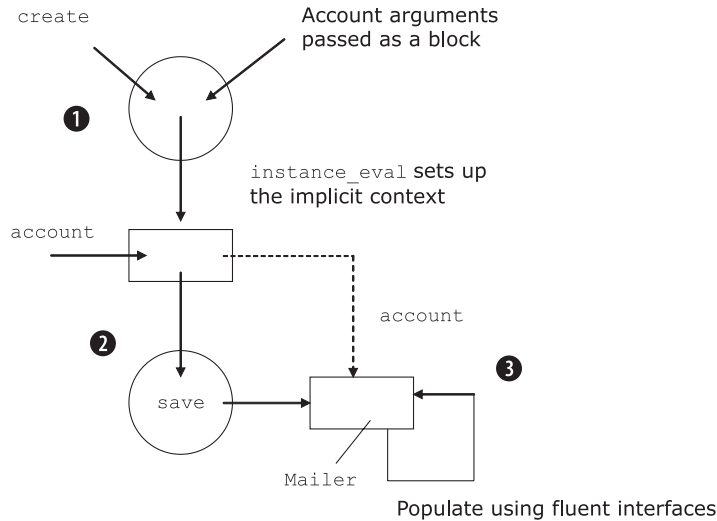 create
Account arguments
passed as a block
1
instance_eval sets up
the implicit context
account
account
2
3
save
Mailer
Populate using fluent interfaces